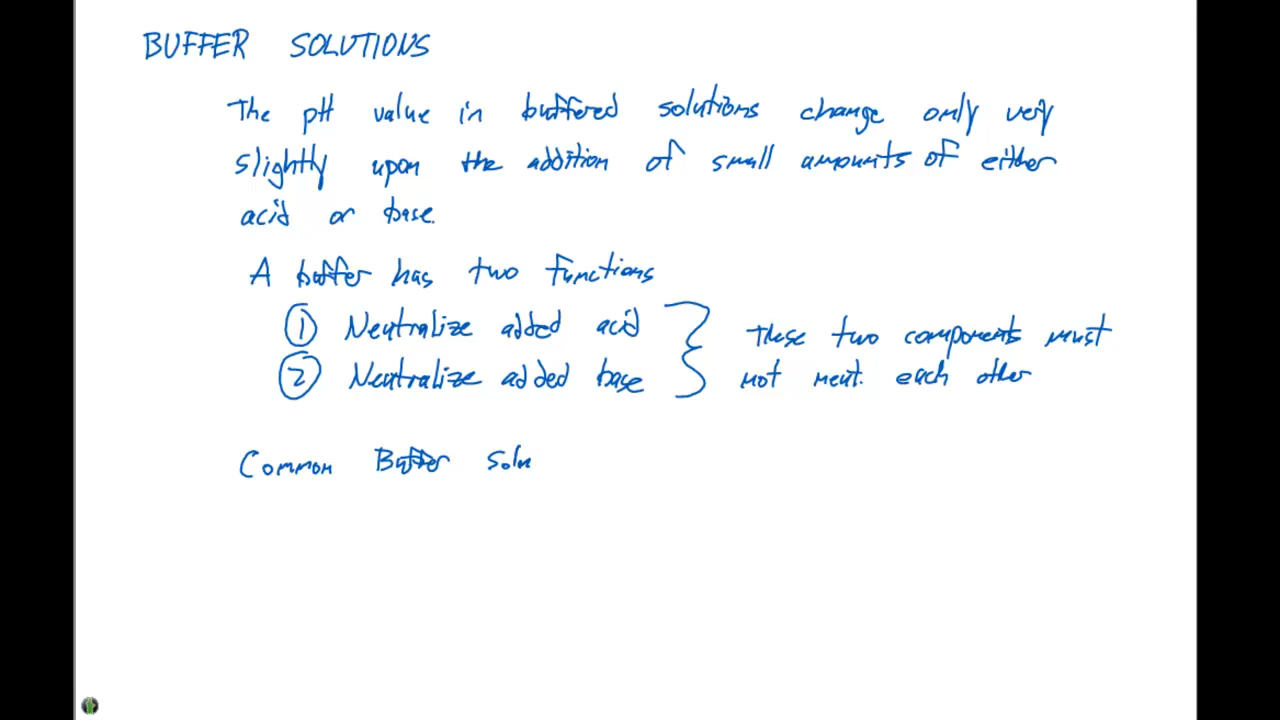 BUFFER SOLUTIONS
The pH value in buffered solutions change only very
slightly upon the addition of small amounts of either
acid or base.
A buffer has two functions
① Neutralize added acid
② Neutralize added base
These two components must
not neut. each other
Common Buffer Solu